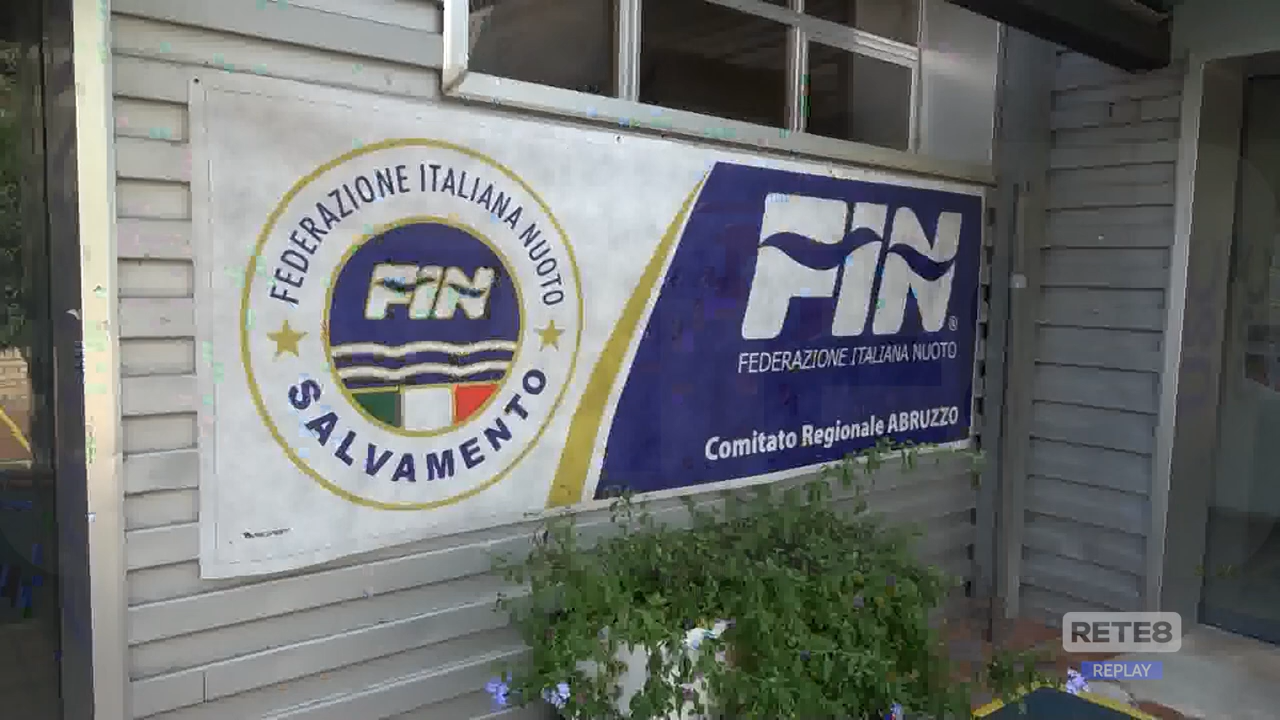 FEDERAZIONE ITALIANA NUOTO
FIN
SALVAMENTO
FIN®
FEDERAZIONE ITALIANA NUOTO
Comitato Regionale ABRUZZO
RETE8
REPLAY